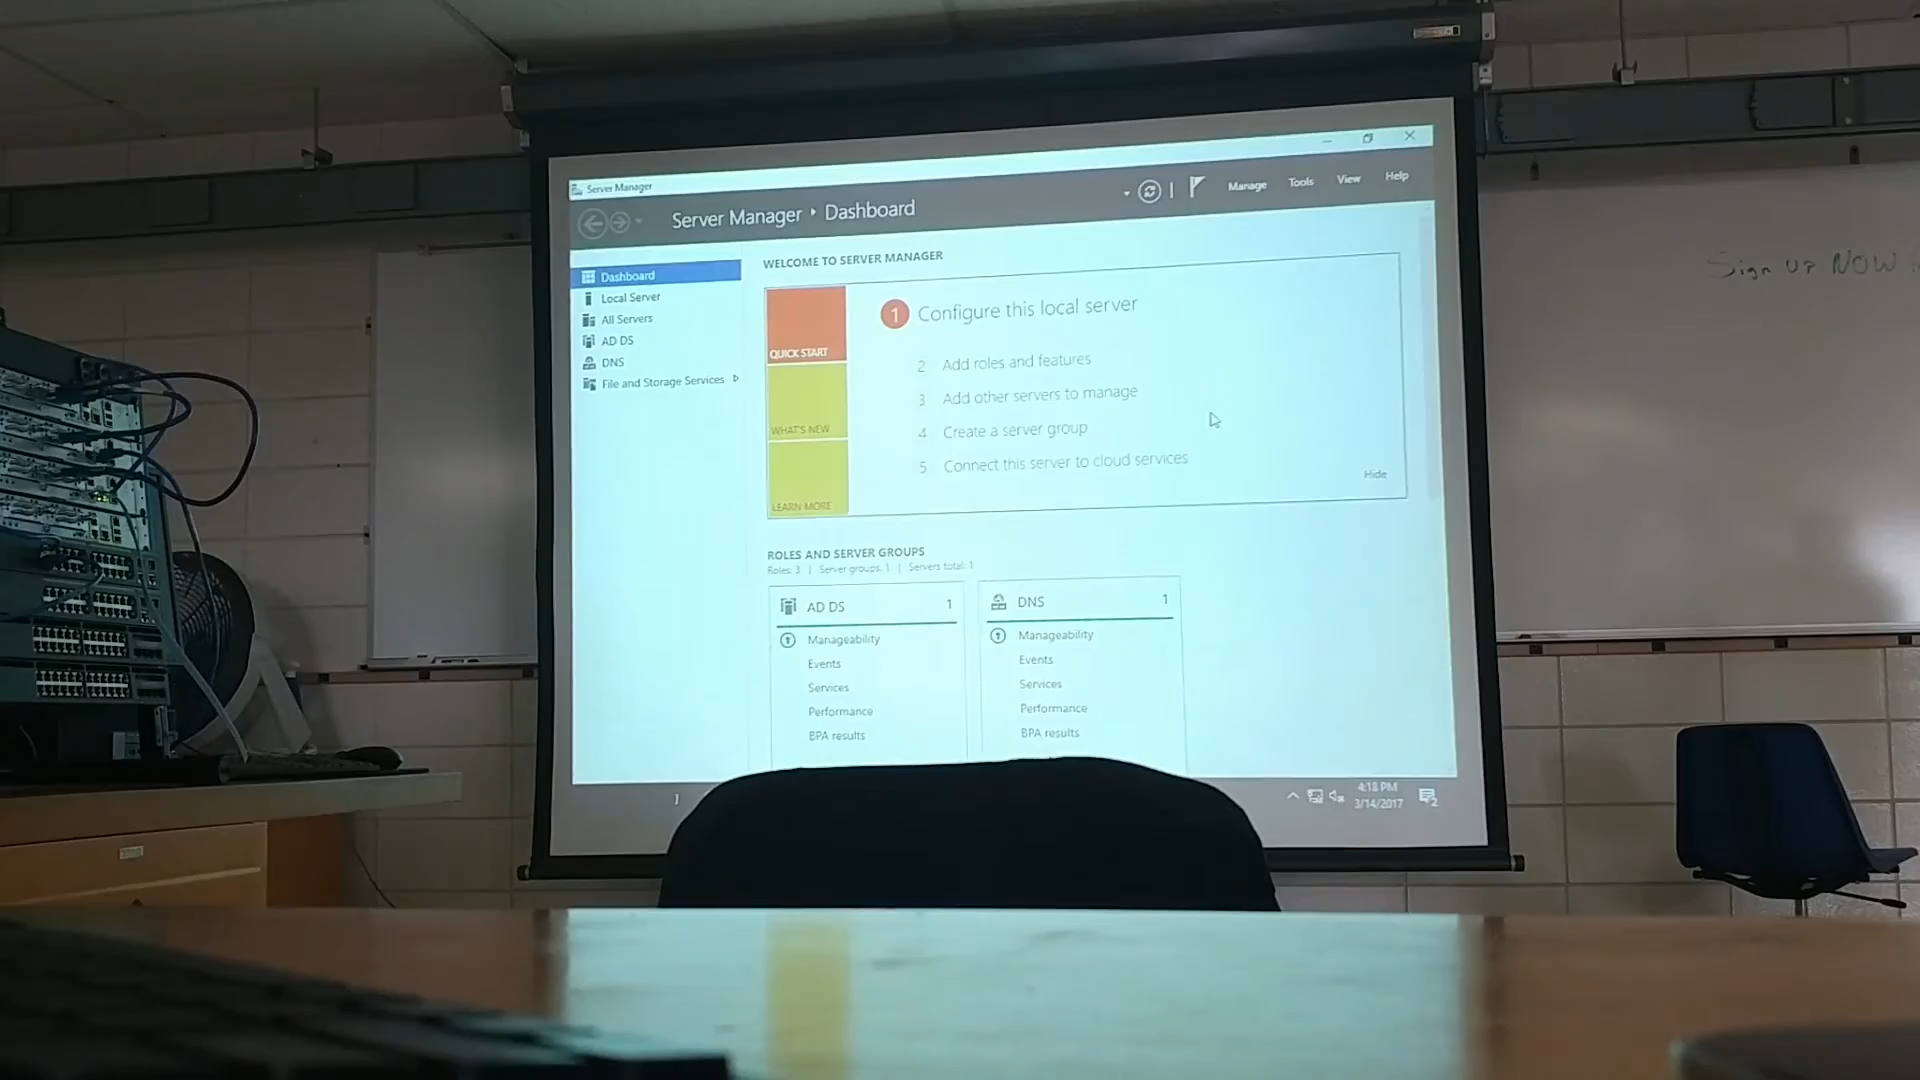 Server Manager
Server Manager ‣ Dashboard
Manage Tools View Help
Dashboard
Local Server
All Servers
AD DS
DNS
File and Storage Services
WELCOME TO SERVER MANAGER
QUICK START
WHAT'S NEW
LEARN MORE
1 Configure this local server
2 Add roles and features
3 Add other servers to manage
4 Create a server group
5 Connect this server to cloud services
Hide
ROLES AND SERVER GROUPS
Roles: 3 | Server groups: 1 | Servers total: 1
AD DS 1
Manageability
Events
Services
Performance
BPA results
DNS 1
Manageability
Events
Services
Performance
BPA results
4:18 PM
3/14/2017
Sign UP NOW